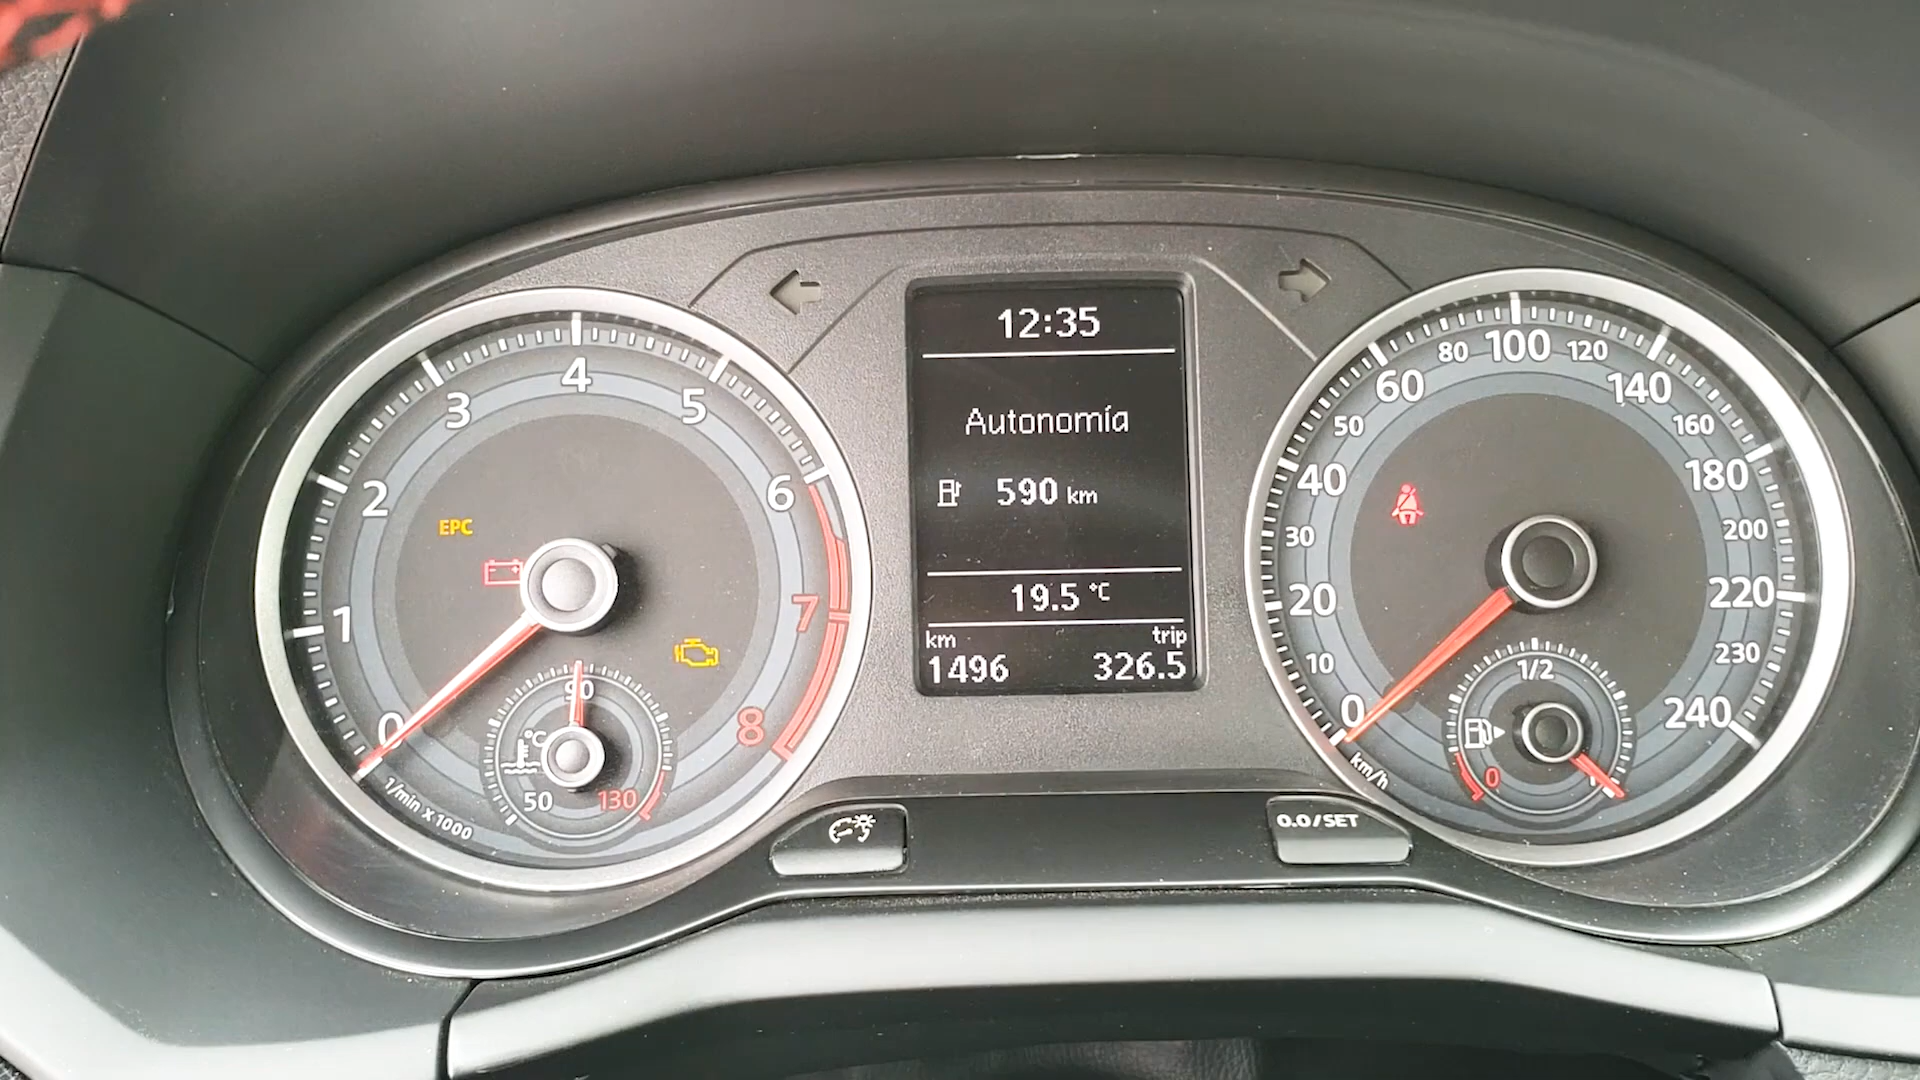 12:35
Autonomía
590 km
19.5 °C
km trip
1496 326.5
0 1 2 3 4 5 6 7 8
1/min x 1000
EPC
50 90 130
°C
0 10 20 30 40 50 60 80 100 120 140 160 180 200 220 230 240
km/h
0 1/2
0.0/SET